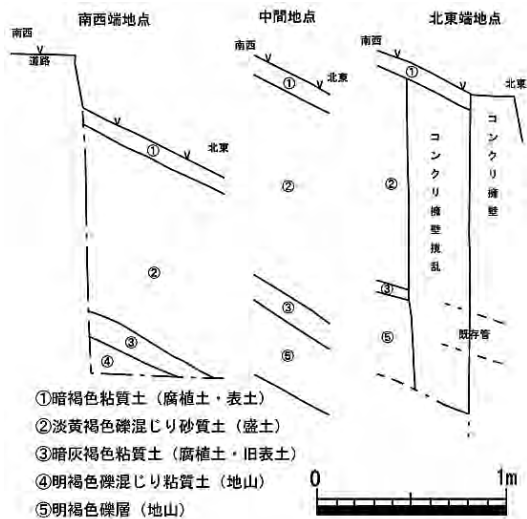 南西端地点
中間地点
北東端地点
南西
道路
北東
①
②
③
④
南西
北東
①
②
③
⑤
南西
北東
①
②
③
⑤
コンクリ擁壁撹乱
コンクリ擁壁
既存管
①暗褐色粘質土（腐植土・表土）
②淡黄褐色礫混じり砂質土（盛土）
③暗灰褐色粘質土（腐植土・旧表土）
④明褐色礫混じり粘質土（地山）
⑤明褐色礫層（地山）
0 1m